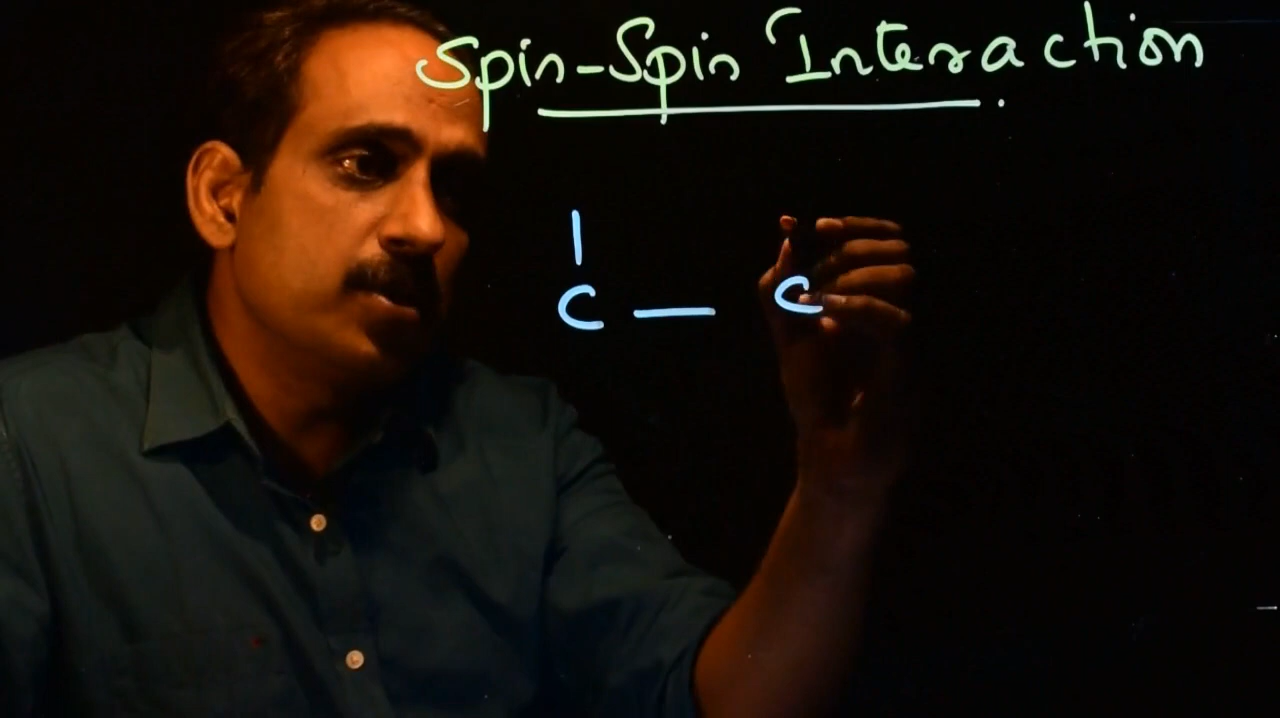 Spin-Spin Interaction.
C — C